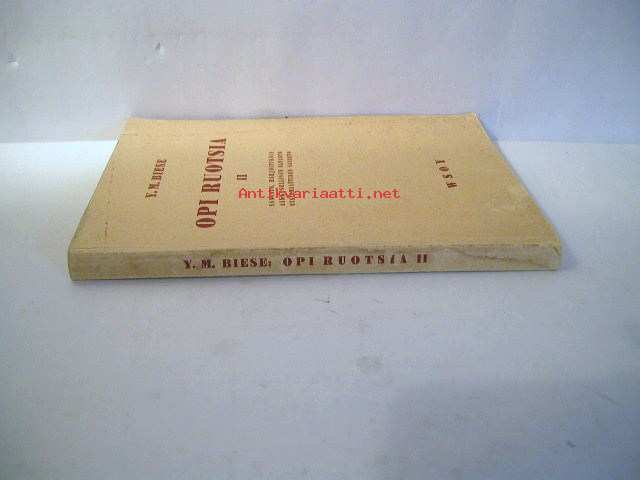 Y. M. BIESE
OPI RUOTSIA
II
WSOY
Y. M. BIESE: OPI RUOTSIA II
Antikvariaatti.net